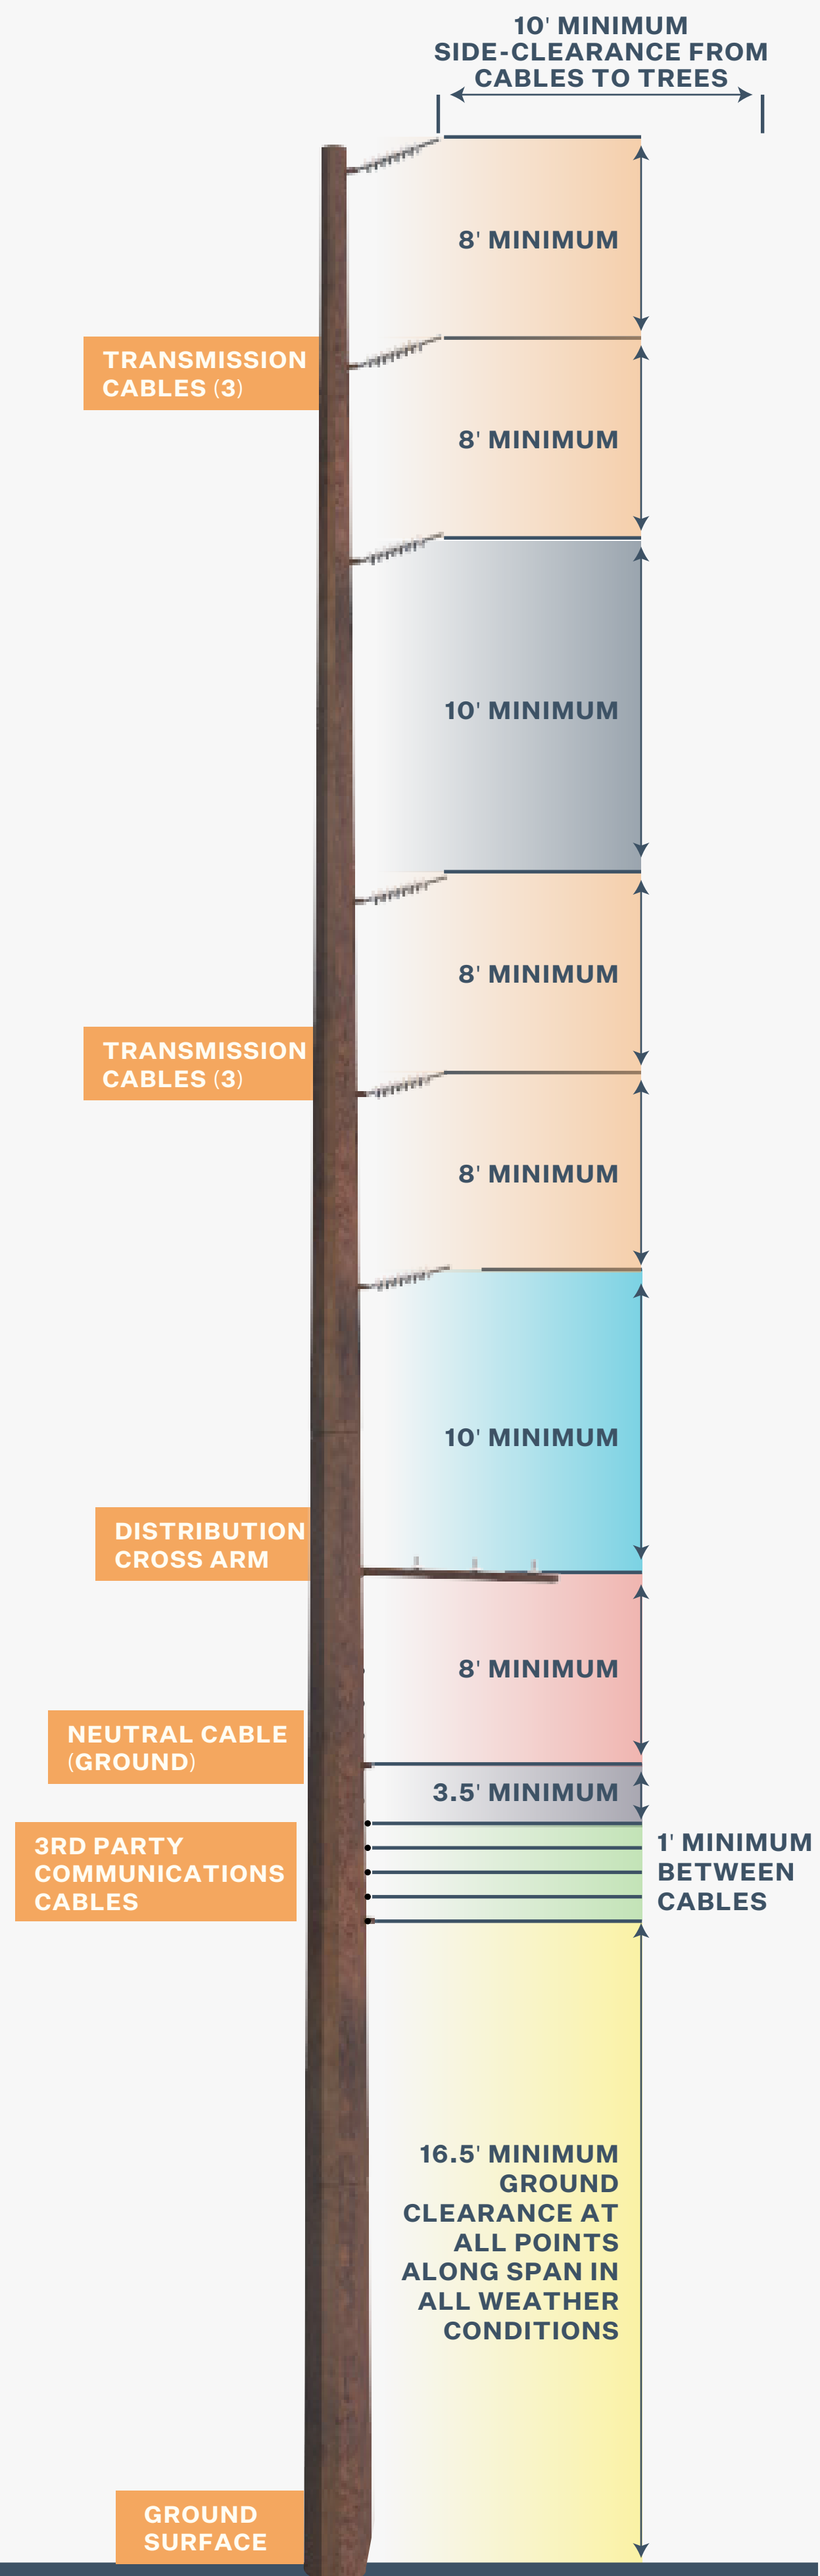 10' MINIMUM
SIDE-CLEARANCE FROM
CABLES TO TREES
8' MINIMUM
TRANSMISSION
CABLES (3)
8' MINIMUM
10' MINIMUM
8' MINIMUM
TRANSMISSION
CABLES (3)
8' MINIMUM
10' MINIMUM
DISTRIBUTION
CROSS ARM
8' MINIMUM
NEUTRAL CABLE
(GROUND)
3.5' MINIMUM
3RD PARTY
COMMUNICATIONS
CABLES
1' MINIMUM
BETWEEN
CABLES
16.5' MINIMUM
GROUND
CLEARANCE AT
ALL POINTS
ALONG SPAN IN
ALL WEATHER
CONDITIONS
GROUND
SURFACE